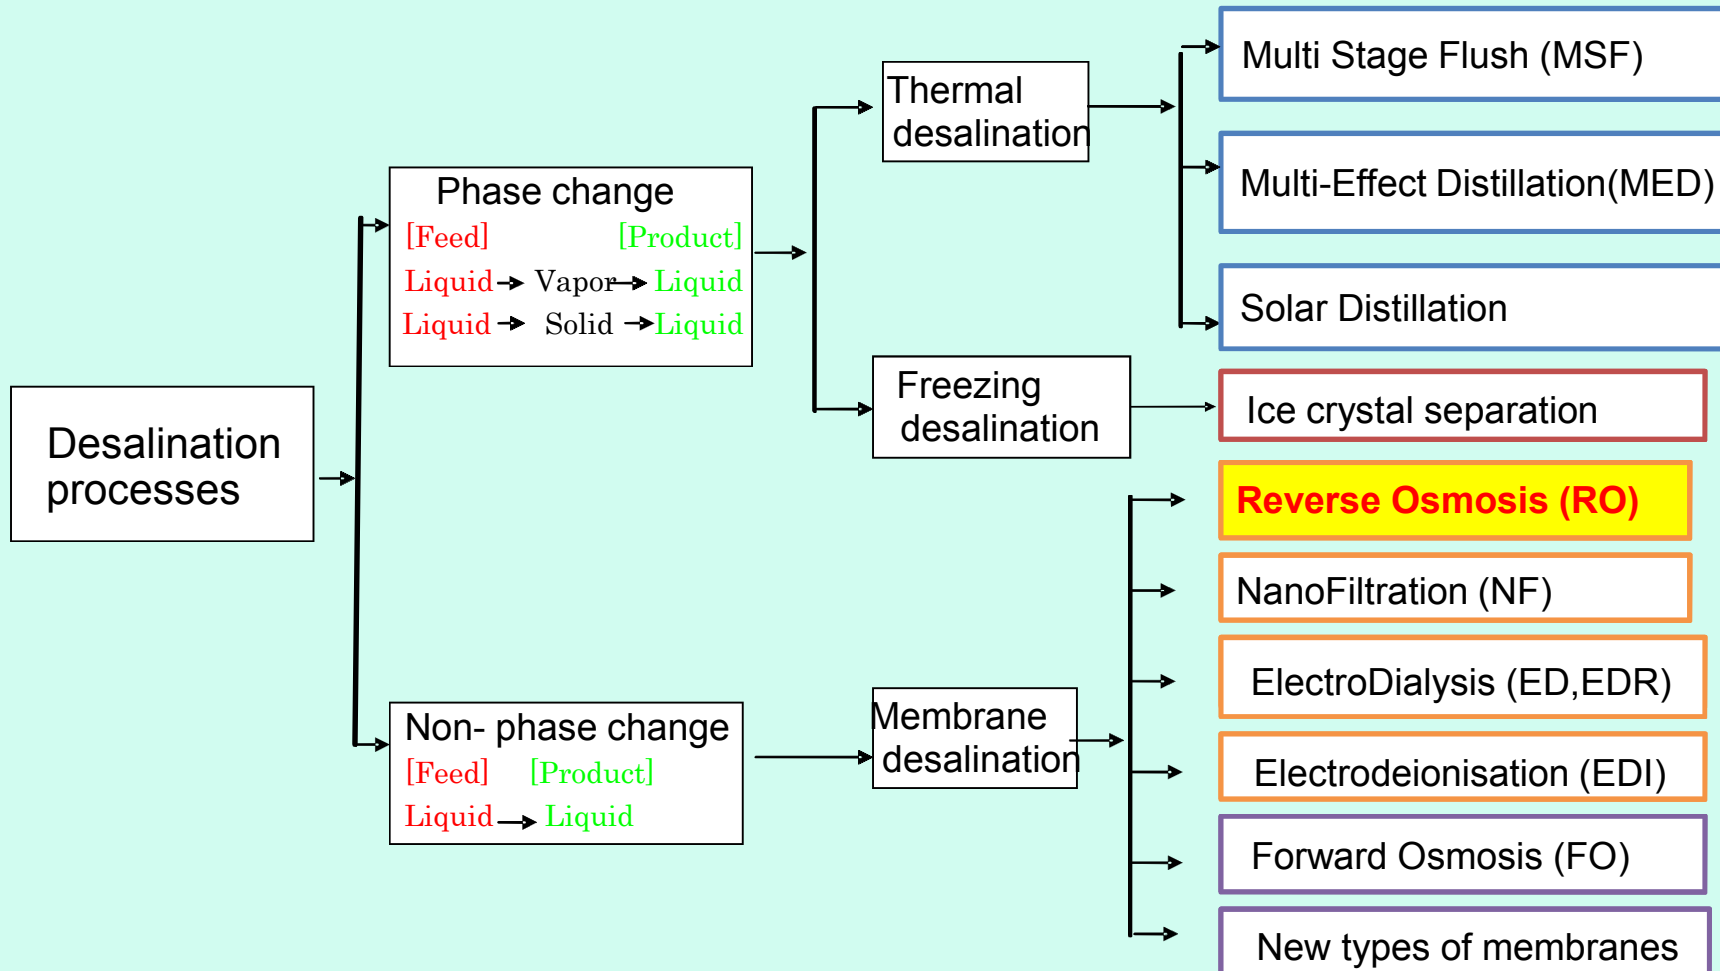 Desalination
processes
Phase change
[Feed] [Product]
Liquid → Vapor → Liquid
Liquid → Solid → Liquid
Non- phase change
[Feed] [Product]
Liquid → Liquid
Thermal
desalination
Freezing
desalination
Membrane
desalination
Multi Stage Flush (MSF)
Multi-Effect Distillation(MED)
Solar Distillation
Ice crystal separation
Reverse Osmosis (RO)
NanoFiltration (NF)
ElectroDialysis (ED,EDR)
Electrodeionisation (EDI)
Forward Osmosis (FO)
New types of membranes